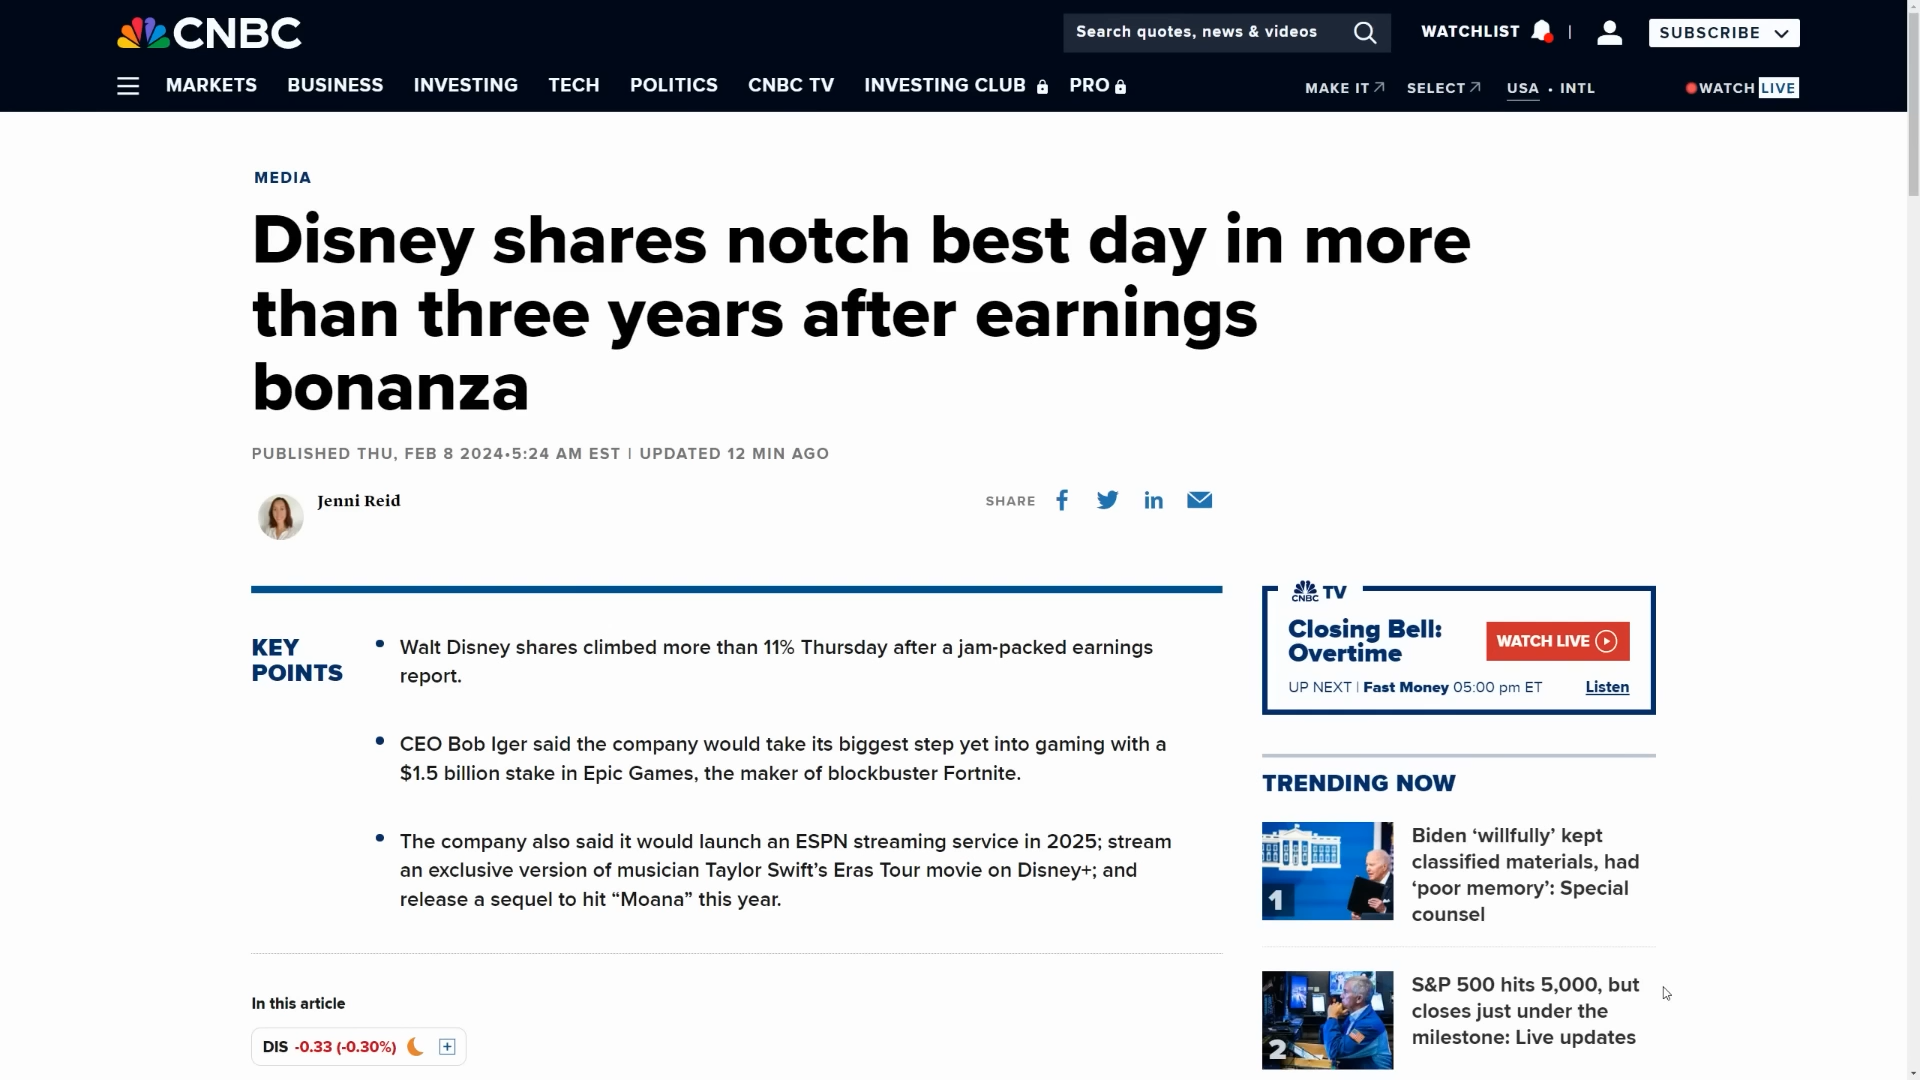 CNBC
Search quotes, news & videos
WATCHLIST
SUBSCRIBE
MARKETS
BUSINESS
INVESTING
TECH
POLITICS
CNBC TV
INVESTING CLUB
PRO
MAKE IT
SELECT
USA • INTL
WATCH LIVE
MEDIA
Disney shares notch best day in more
than three years after earnings
bonanza
PUBLISHED THU, FEB 8 2024•5:24 AM EST | UPDATED 12 MIN AGO
Jenni Reid
SHARE
KEY
POINTS
• Walt Disney shares climbed more than 11% Thursday after a jam-packed earnings
report.
• CEO Bob Iger said the company would take its biggest step yet into gaming with a
$1.5 billion stake in Epic Games, the maker of blockbuster Fortnite.
• The company also said it would launch an ESPN streaming service in 2025; stream
an exclusive version of musician Taylor Swift’s Eras Tour movie on Disney+; and
release a sequel to hit “Moana” this year.
In this article
DIS -0.33 (-0.30%)
CNBC TV
Closing Bell:
Overtime
WATCH LIVE
UP NEXT | Fast Money 05:00 pm ET
Listen
TRENDING NOW
1
Biden ‘willfully’ kept
classified materials, had
‘poor memory’: Special
counsel
2
S&P 500 hits 5,000, but
closes just under the
milestone: Live updates